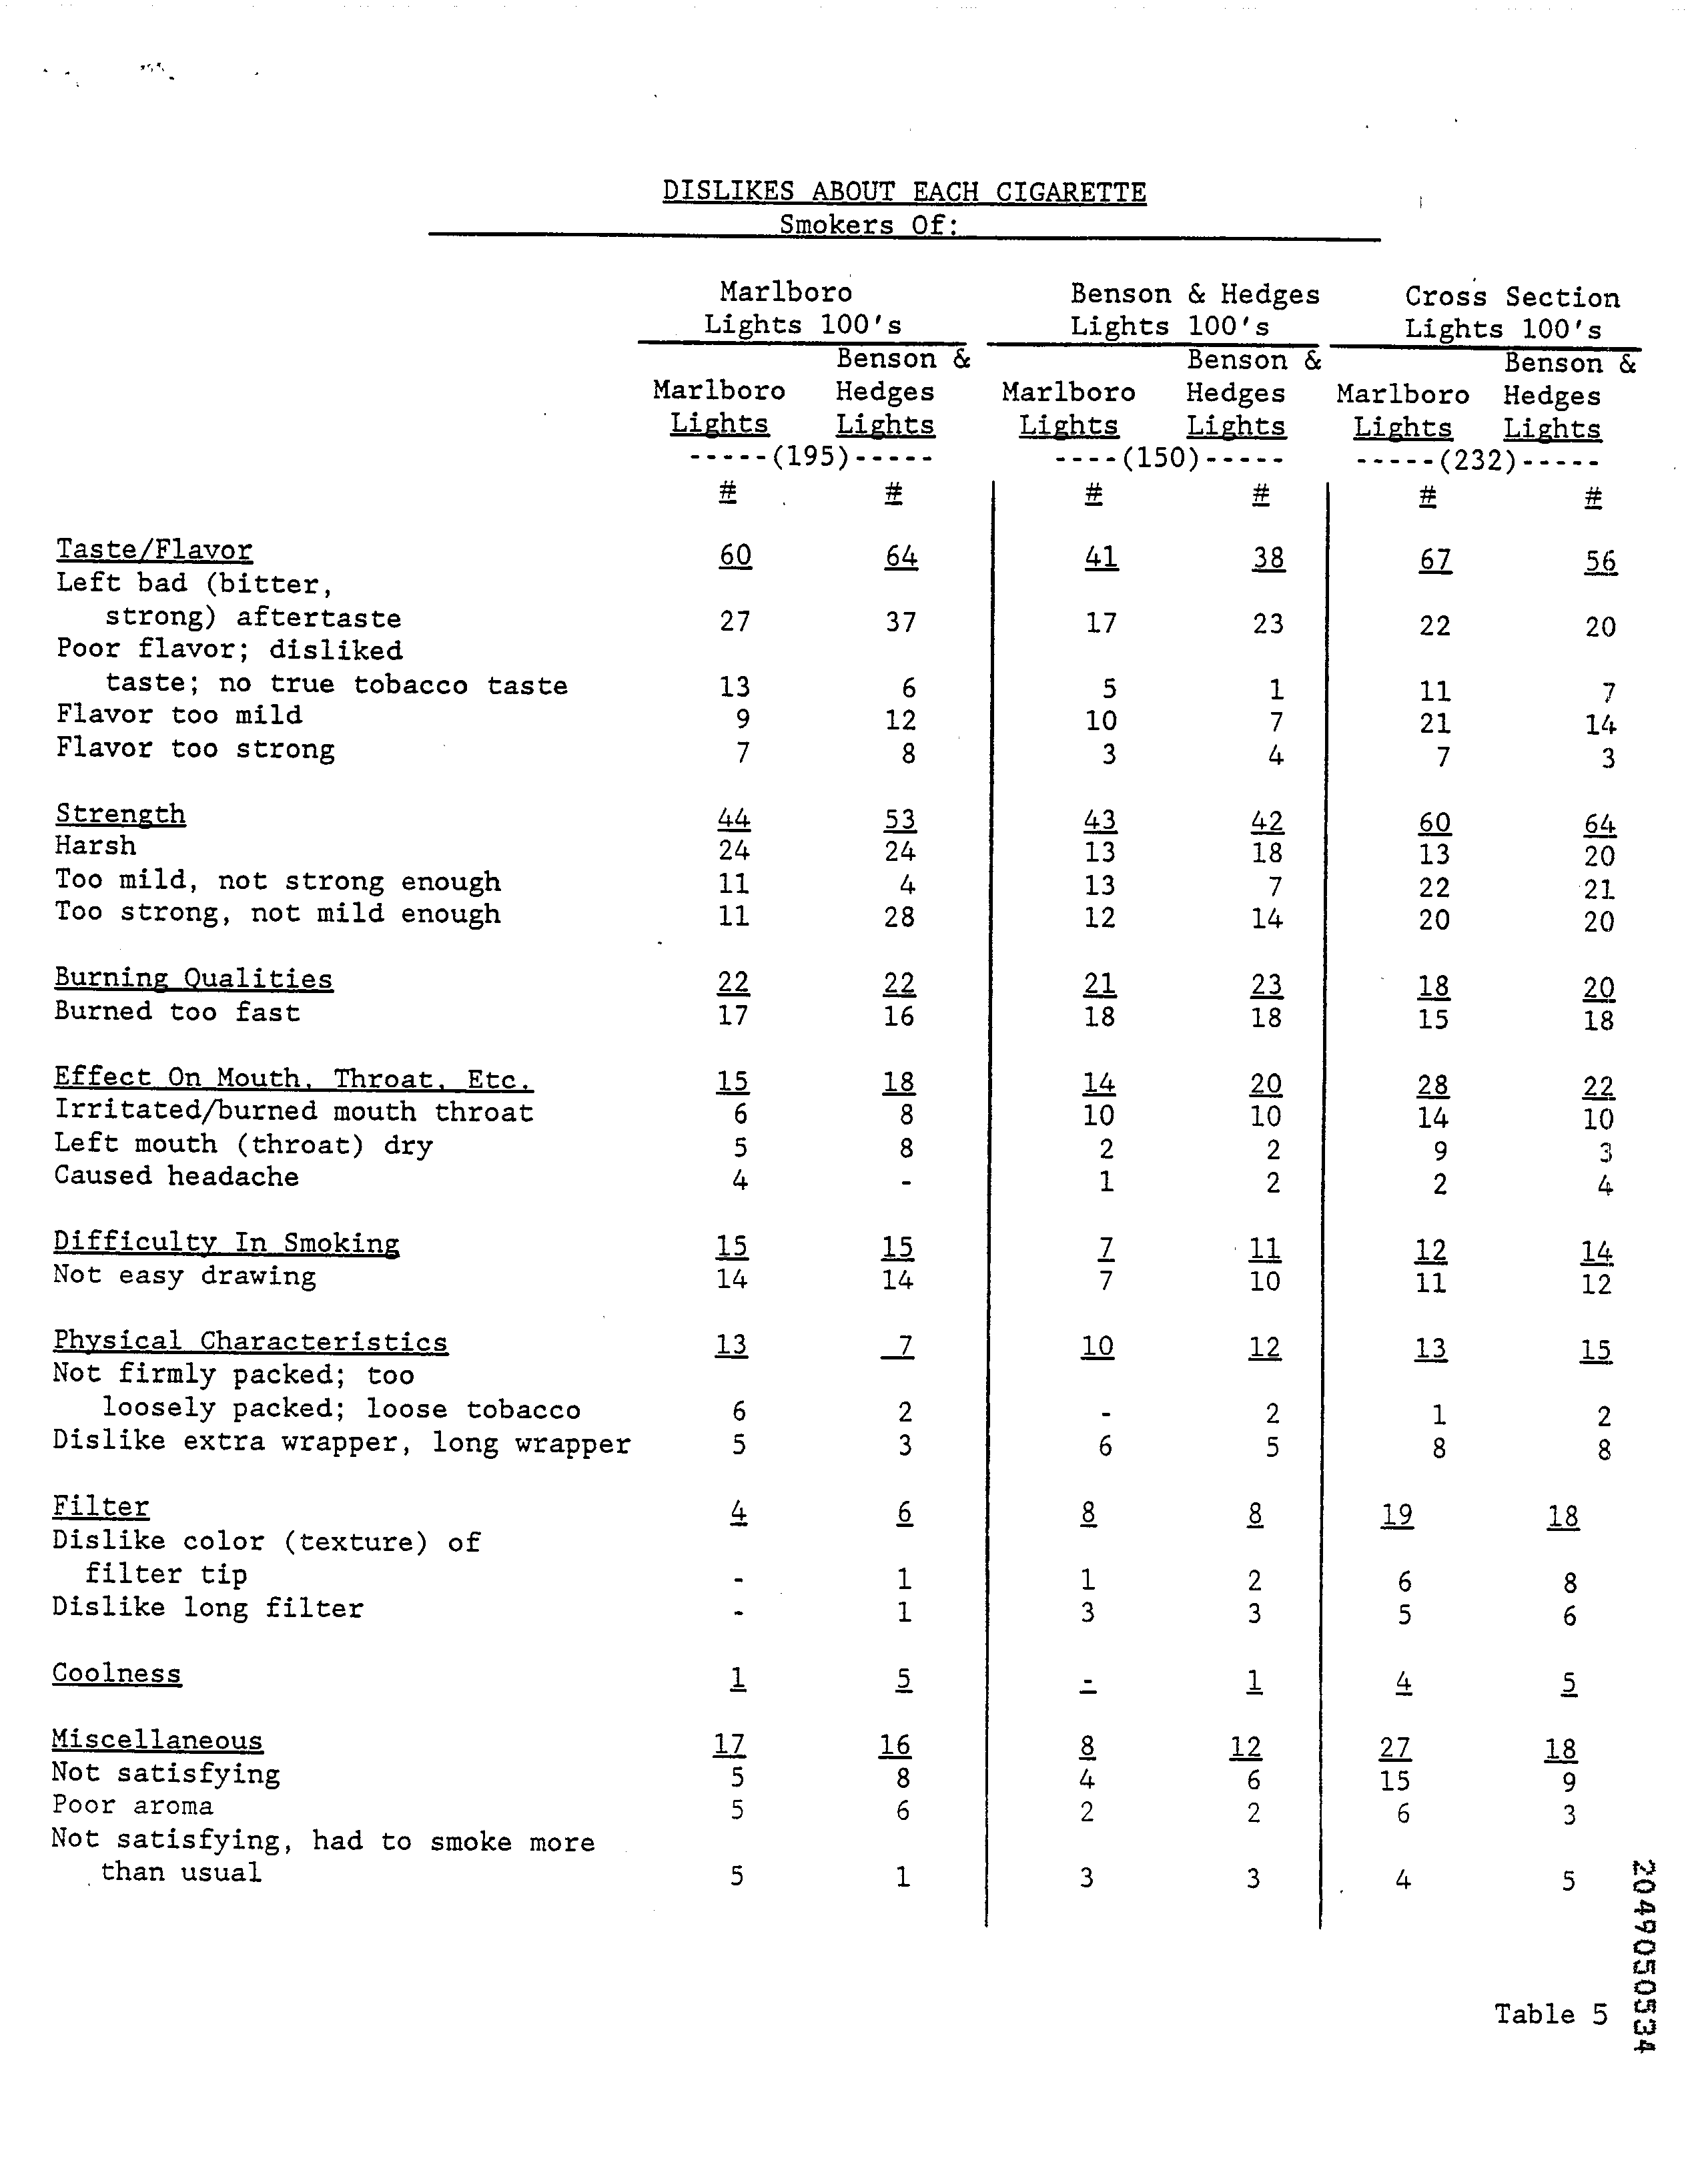 DISLIKES ABOUT EACH CIGARETTE
Smokers Of:
Marlboro Benson & Hedges Cross Section
Lights 100's Lights 100's Lights 100's
Benson & Benson & Benson &
Marlboro Hedges Marlboro Hedges Marlboro Hedges
Lights Lights Lights Lights Lights Lights
-----(195)----- ----(150)----- -----(232)-----
# # # # # #
Taste/Flavor 60 64 41 38 67 56
Left bad (bitter,
strong) aftertaste 27 37 17 23 22 20
Poor flavor; disliked
taste; no true tobacco taste 13 6 5 1 11 7
Flavor too mild 9 12 10 7 21 14
Flavor too strong 7 8 3 4 7 3
Strength 44 53 43 42 60 64
Harsh 24 24 13 18 13 20
Too mild, not strong enough 11 4 13 7 22 21
Too strong, not mild enough 11 28 12 14 20 20
Burning Qualities 22 22 21 23 18 20
Burned too fast 17 16 18 18 15 18
Effect On Mouth, Throat, Etc. 15 18 14 20 28 22
Irritated/burned mouth throat 6 8 10 10 14 10
Left mouth (throat) dry 5 8 2 2 9 3
Caused headache 4 - 1 2 2 4
Difficulty In Smoking 15 15 7 11 12 14
Not easy drawing 14 14 7 10 11 12
Physical Characteristics 13 7 10 12 13 15
Not firmly packed; too
loosely packed; loose tobacco 6 2 - 2 1 2
Dislike extra wrapper, long wrapper 5 3 6 5 8 8
Filter 4 6 8 8 19 18
Dislike color (texture) of
filter tip - 1 1 2 6 8
Dislike long filter - 1 3 3 5 6
Coolness 1 5 - 1 4 5
Miscellaneous 17 16 8 12 27 18
Not satisfying 5 8 4 6 15 9
Poor aroma 5 6 2 2 6 3
Not satisfying, had to smoke more
than usual 5 1 3 3 4 5
Table 5
2049050534